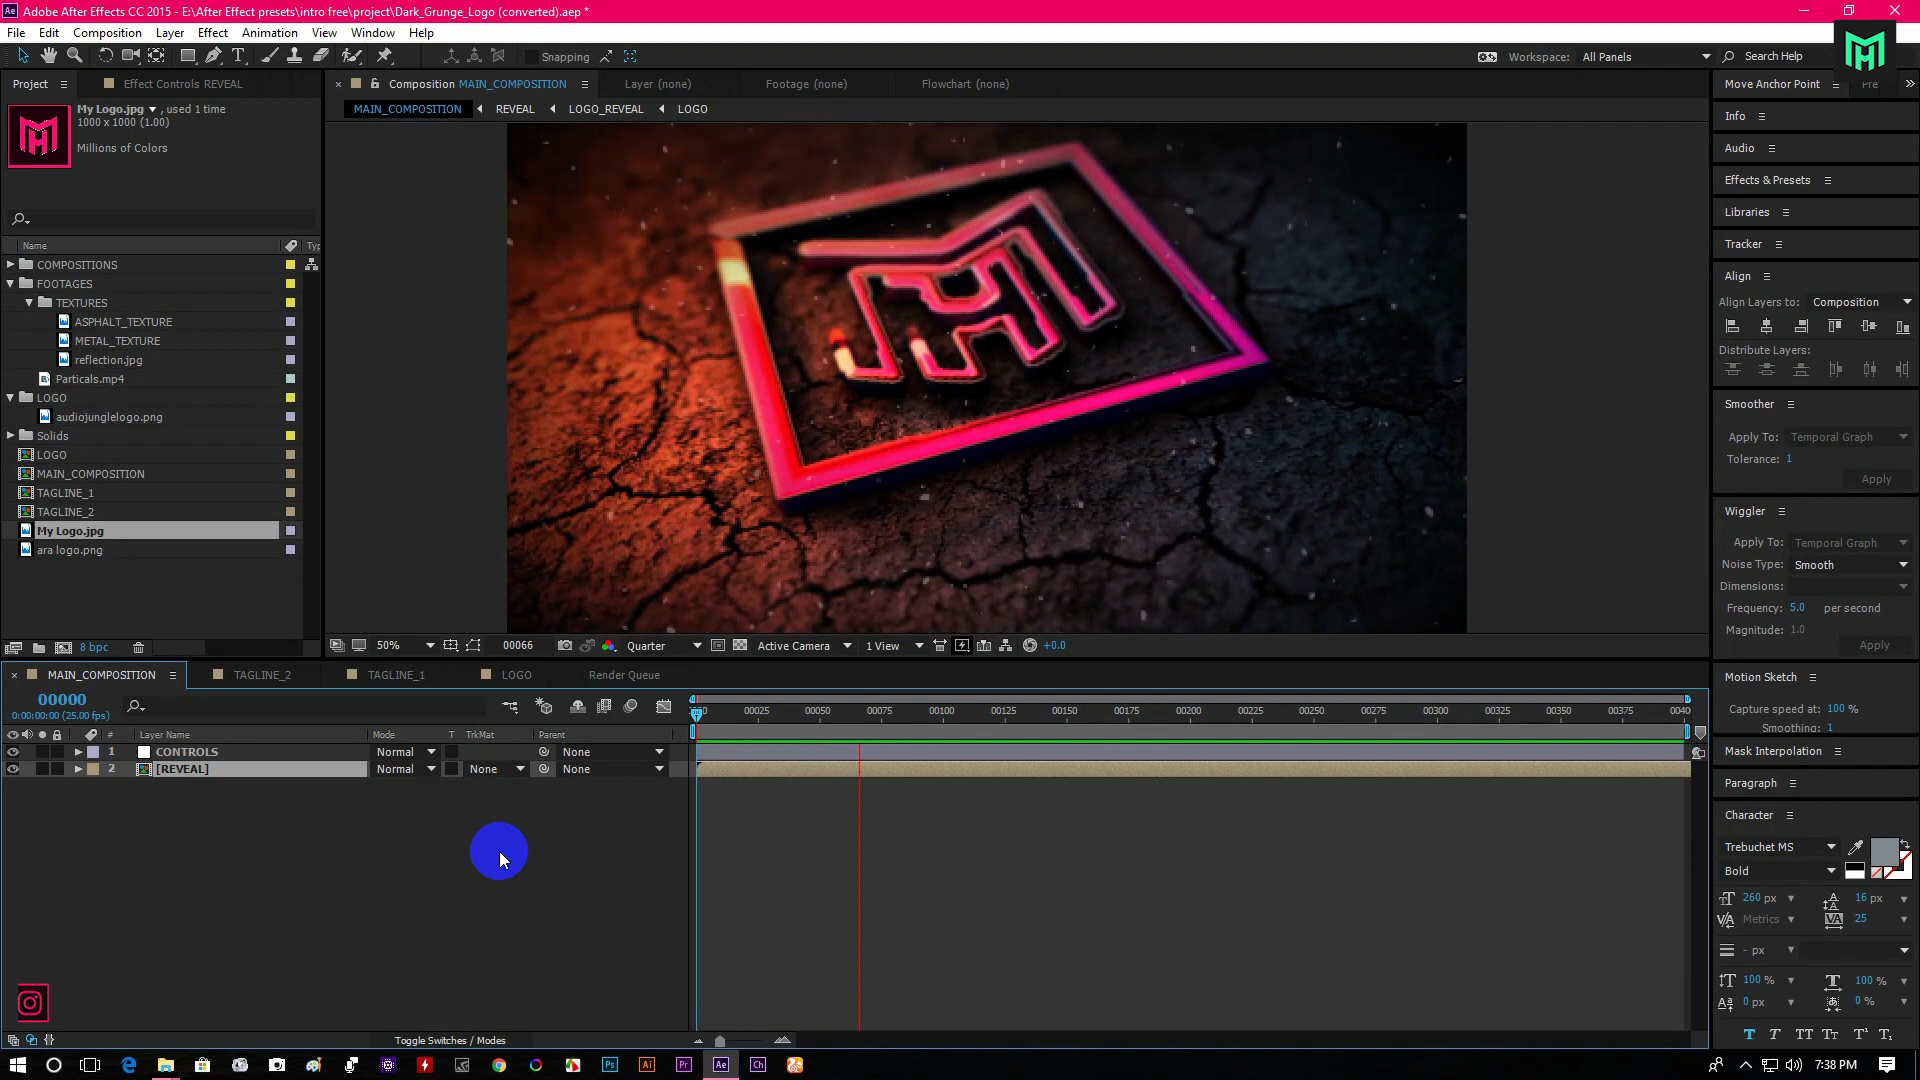 Adobe After Effects CC 2015 - E:\After Effect presets\intro free\project\Dark_Grunge_Logo (converted).aep *
File Edit Composition Layer Effect Animation View Window Help
Snapping
Workspace: All Panels
Search Help
Project
Effect Controls REVEAL
Composition MAIN_COMPOSITION
Layer (none)
Footage (none)
Flowchart (none)
MAIN_COMPOSITION REVEAL LOGO_REVEAL LOGO
My Logo.jpg , used 1 time
1000 x 1000 (1.00)
Millions of Colors
Name
COMPOSITIONS
FOOTAGES
TEXTURES
ASPHALT_TEXTURE
METAL_TEXTURE
reflection.jpg
Particals.mp4
LOGO
audiojunglelogo.png
Solids
LOGO
MAIN_COMPOSITION
TAGLINE_1
TAGLINE_2
My Logo.jpg
ara logo.png
8 bpc
50%
00066
Quarter
Active Camera
1 View
+0.0
Move Anchor Point
Pre
Info
Audio
Effects & Presets
Libraries
Tracker
Align
Align Layers to: Composition
Distribute Layers:
Smoother
Apply To: Temporal Graph
Tolerance: 1
Apply
Wiggler
Apply To: Temporal Graph
Noise Type: Smooth
Dimensions:
Frequency: 5.0 per second
Magnitude: 1.0
Apply
Motion Sketch
Capture speed at: 100 %
Smoothing: 1
Mask Interpolation
Paragraph
Character
Trebuchet MS
Bold
260 px
16 px
Metrics
25
- px
100 %
100 %
0 px
0 %
MAIN_COMPOSITION
TAGLINE_2
TAGLINE_1
LOGO
Render Queue
00000
0:00:00:00 (25.00 fps)
00025 00050 00075 00100 00125 00150 00175 00200 00225 00250 00275 00300 00325 00350 00375
# Layer Name Mode T TrkMat Parent
1 CONTROLS Normal None
2 [REVEAL] Normal None None
Toggle Switches / Modes
Ps Ai Pr Ae Ch
7:38 PM